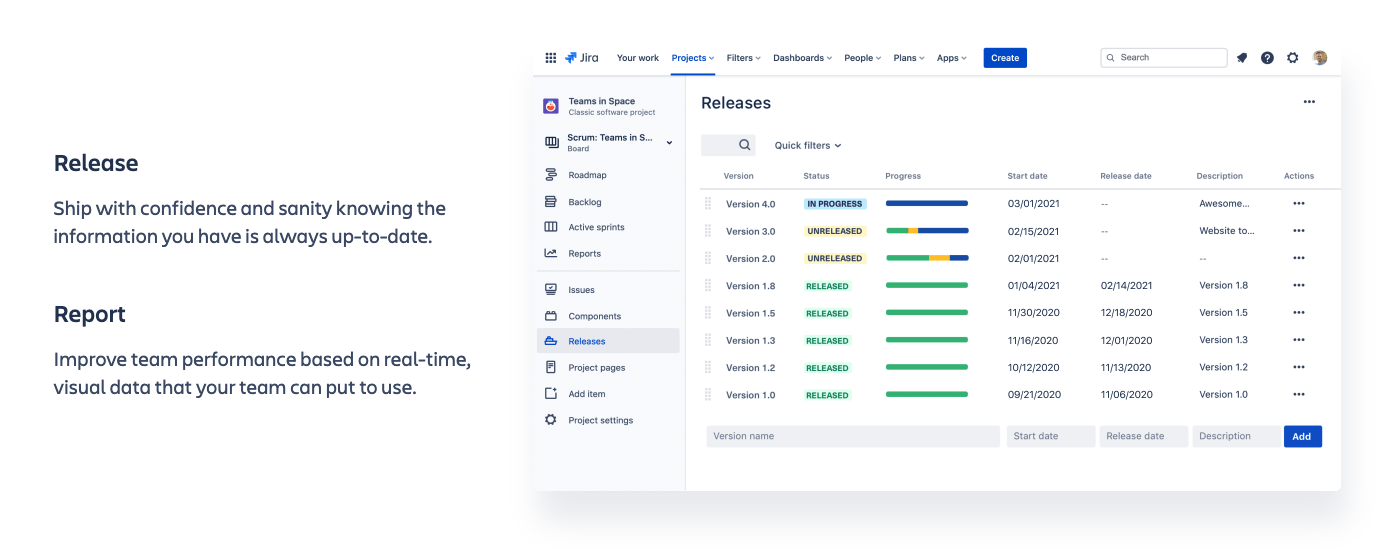 Release
Ship with confidence and sanity knowing the
information you have is always up-to-date.
Report
Improve team performance based on real-time,
visual data that your team can put to use.
Jira Your work Projects Filters Dashboards People Plans Apps Create Search
Teams in Space
Classic software project
Scrum: Teams in S...
Board
Roadmap
Backlog
Active sprints
Reports
Issues
Components
Releases
Project pages
Add item
Project settings
Releases
Quick filters
Version Status Progress Start date Release date Description Actions
Version 4.0 IN PROGRESS 03/01/2021 -- Awesome...
Version 3.0 UNRELEASED 02/15/2021 -- Website to...
Version 2.0 UNRELEASED 02/01/2021 -- --
Version 1.8 RELEASED 01/04/2021 02/14/2021 Version 1.8
Version 1.5 RELEASED 11/30/2020 12/18/2020 Version 1.5
Version 1.3 RELEASED 11/16/2020 12/01/2020 Version 1.3
Version 1.2 RELEASED 10/12/2020 11/13/2020 Version 1.2
Version 1.0 RELEASED 09/21/2020 11/06/2020 Version 1.0
Version name Start date Release date Description Add